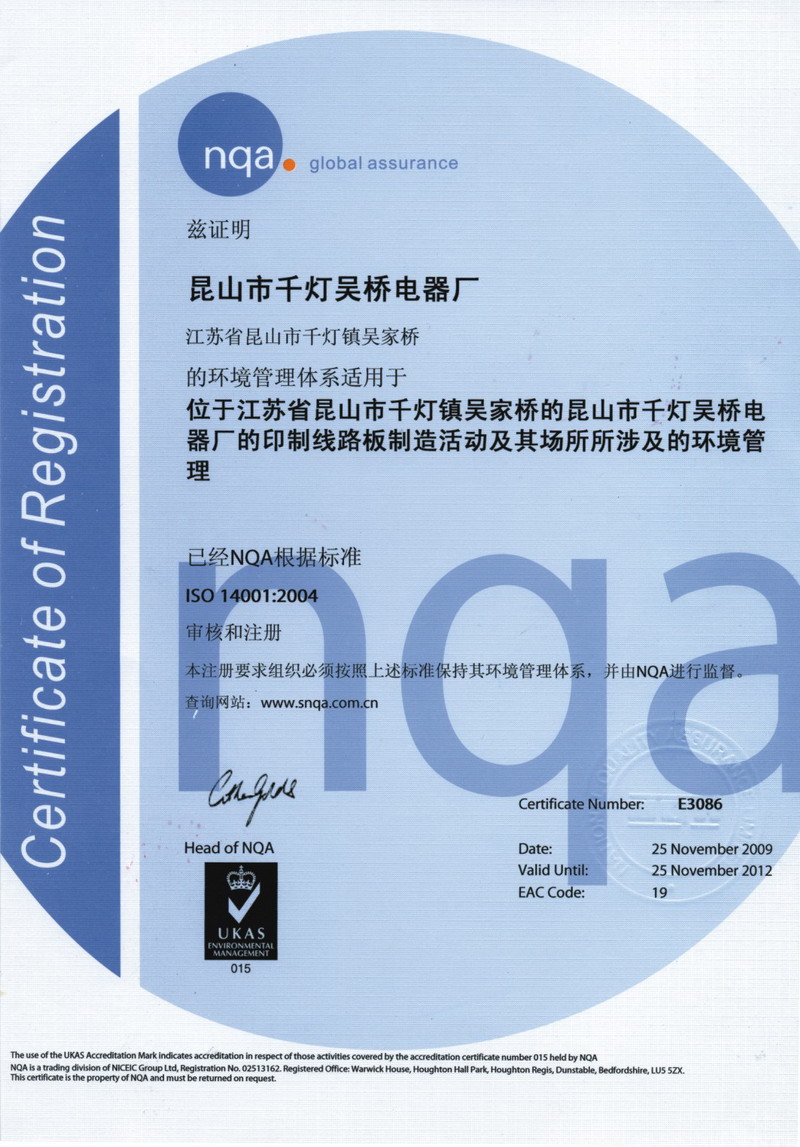 Certificate of Registration
nqa.
global assurance
兹证明
昆山市千灯吴桥电器厂
江苏省昆山市千灯镇吴家桥
的环境管理体系适用于
位于江苏省昆山市千灯镇吴家桥的昆山市千灯吴桥电
器厂的印制线路板制造活动及其场所所涉及的环境管
理
已经NQA根据标准
ISO 14001:2004
审核和注册
本注册要求组织必须按照上述标准保持其环境管理体系，并由NQA进行监督。
查询网站：www.snqa.com.cn
nqa
Certificate Number: E3086
Head of NQA
Date: 25 November 2009
Valid Until: 25 November 2012
EAC Code: 19
UKAS
ENVIRONMENTAL
MANAGEMENT
015
The use of the UKAS Accreditation Mark indicates accreditation in respect of those activities covered by the accreditation certificate number 015 held by NQA
NQA is a trading division of NICEIC Group Ltd, Registration No. 02513162. Registered Office: Warwick House, Houghton Hall Park, Houghton Regis, Dunstable, Bedfordshire, LU5 5ZX.
This certificate is the property of NQA and must be returned on request.